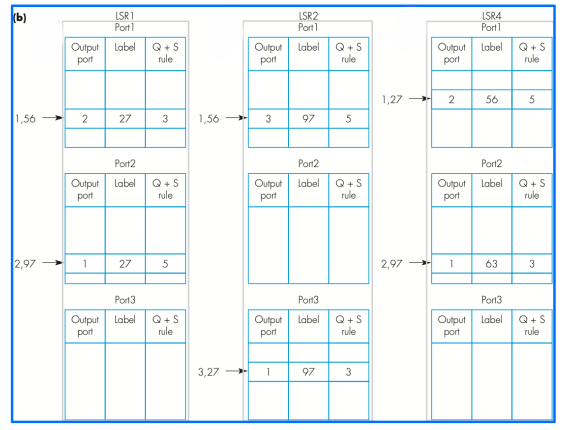 (b)
LSR1 LSR2 LSR4
Port1 Port1 Port1
Output port Label Q + S rule Output port Label Q + S rule Output port Label Q + S rule
1,27 2 56 5
1,56 2 27 3 1,56 3 97 5
Port2 Port2 Port2
Output port Label Q + S rule Output port Label Q + S rule Output port Label Q + S rule
2,97 1 27 5 2,97 1 63 3
Port3 Port3 Port3
Output port Label Q + S rule Output port Label Q + S rule Output port Label Q + S rule
3,27 1 97 3